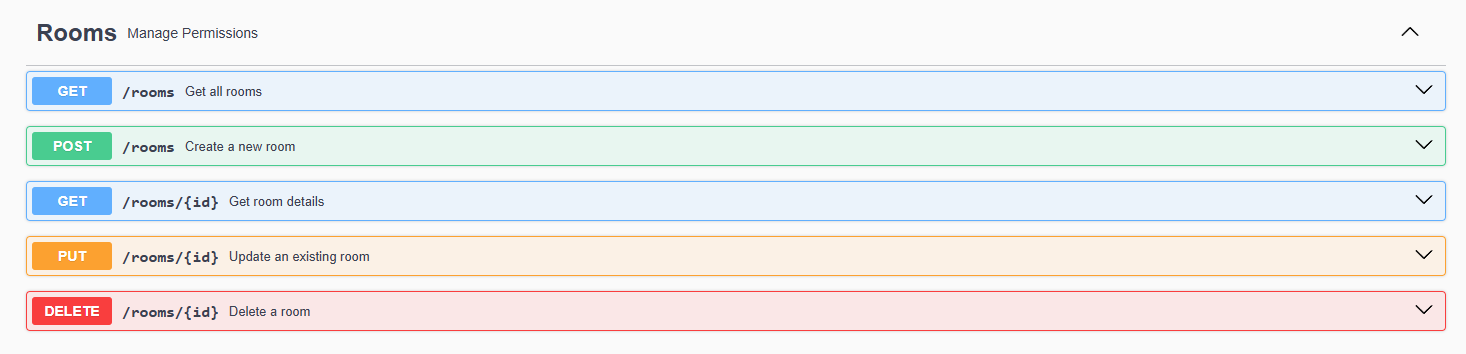 Rooms Manage Permissions
GET /rooms Get all rooms
POST /rooms Create a new room
GET /rooms/{id} Get room details
PUT /rooms/{id} Update an existing room
DELETE /rooms/{id} Delete a room